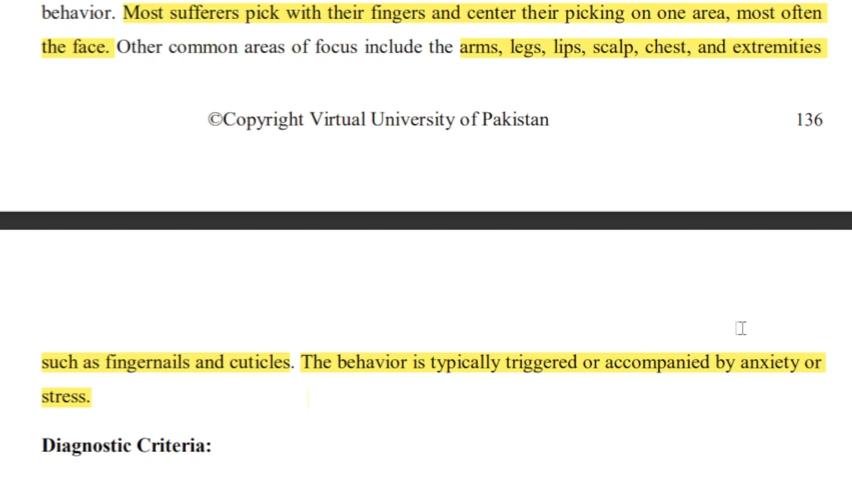 behavior. Most sufferers pick with their fingers and center their picking on one area, most often
the face. Other common areas of focus include the arms, legs, lips, scalp, chest, and extremities
©Copyright Virtual University of Pakistan 136
such as fingernails and cuticles. The behavior is typically triggered or accompanied by anxiety or
stress.
Diagnostic Criteria: